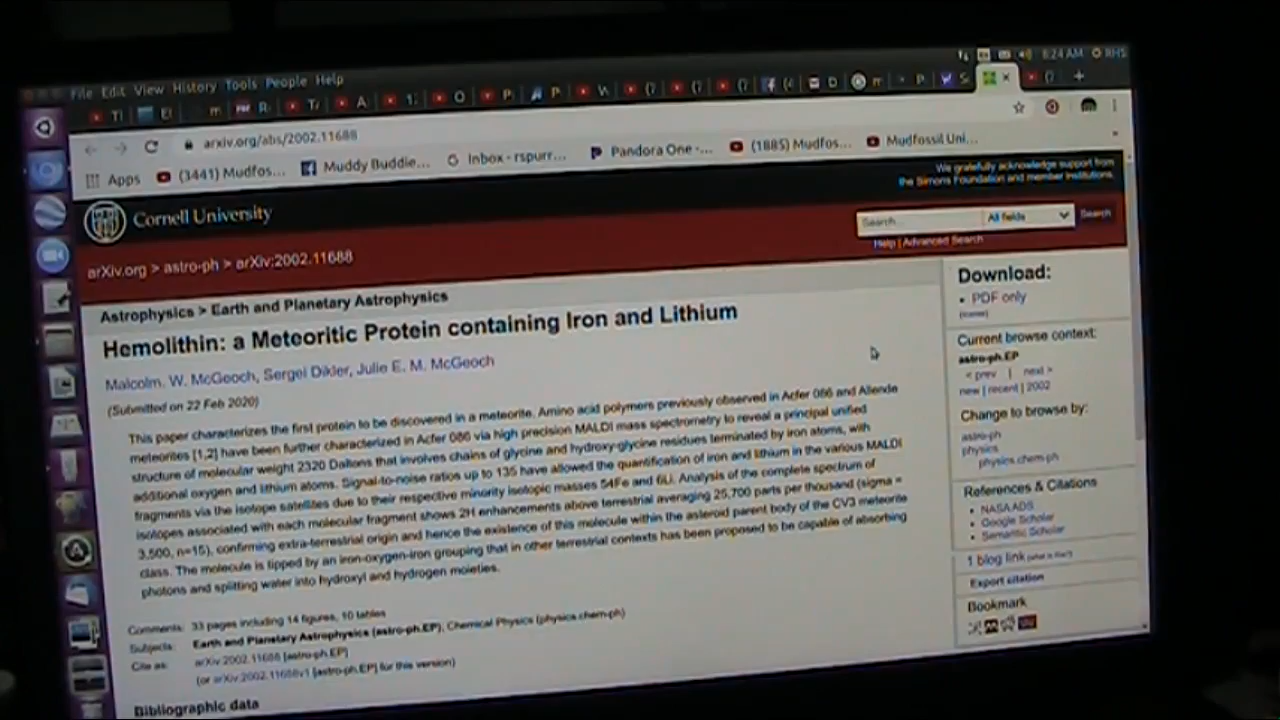 File Edit View History Tools People Help
6:24 AM RHS
arxiv.org/abs/2002.11688
Apps (3441) Mudfos... Muddy Buddie... Inbox - rspurr... Pandora One -... (1885) Mudfos... Mudfossil Uni...
We gratefully acknowledge support from
the Simons Foundation and member institutions.
Cornell University
Search... All fields Search
Help | Advanced Search
arXiv.org > astro-ph > arXiv:2002.11688
Astrophysics > Earth and Planetary Astrophysics
Hemolithin: a Meteoritic Protein containing Iron and Lithium
Malcolm. W. McGeoch, Sergei Dikler, Julie E. M. McGeoch
(Submitted on 22 Feb 2020)
This paper characterizes the first protein to be discovered in a meteorite. Amino acid polymers previously observed in Acfer 086 and Allende
meteorites [1,2] have been further characterized in Acfer 086 via high precision MALDI mass spectrometry to reveal a principal unified
structure of molecular weight 2320 Daltons that involves chains of glycine and hydroxy-glycine residues terminated by iron atoms, with
additional oxygen and lithium atoms. Signal-to-noise ratios up to 135 have allowed the quantification of iron and lithium in the various MALDI
fragments via the isotope satellites due to their respective minority isotopic masses 54Fe and 6Li. Analysis of the complete spectrum of
isotopes associated with each molecular fragment shows 2H enhancements above terrestrial averaging 25,700 parts per thousand (sigma =
3,500, n=15), confirming extra-terrestrial origin and hence the existence of this molecule within the asteroid parent body of the CV3 meteorite
class. The molecule is tipped by an iron-oxygen-iron grouping that in other terrestrial contexts has been proposed to be capable of absorbing
photons and splitting water into hydroxyl and hydrogen moieties.
Comments: 33 pages including 14 figures, 10 tables
Subjects: Earth and Planetary Astrophysics (astro-ph.EP); Chemical Physics (physics.chem-ph)
Cite as: arXiv:2002.11688 [astro-ph.EP]
(or arXiv:2002.11688v1 [astro-ph.EP] for this version)
Bibliographic data
Download:
PDF only
(license)
Current browse context:
astro-ph.EP
< prev | next >
new | recent | 2002
Change to browse by:
astro-ph
physics
physics.chem-ph
References & Citations
NASA ADS
Google Scholar
Semantic Scholar
1 blog link (what is this?)
Export citation
Bookmark